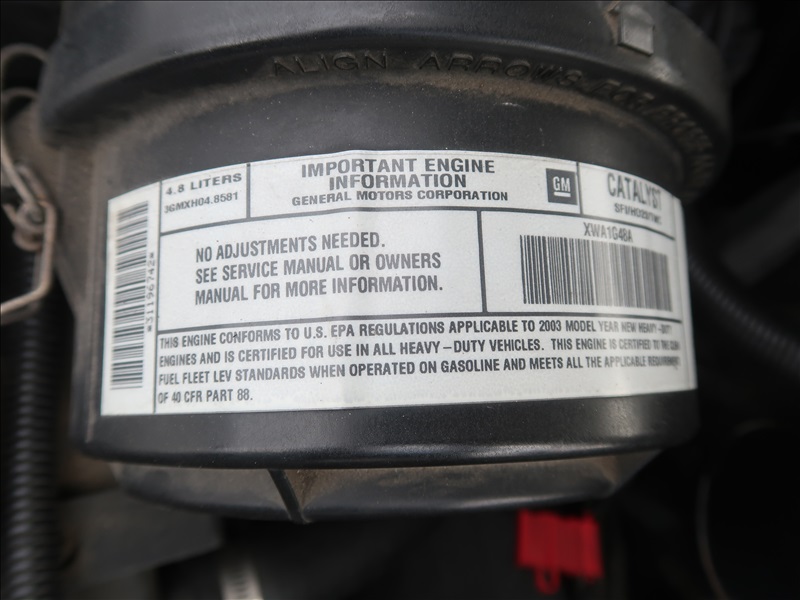 ALIGN ARROWS FOR
4.8 LITERS
3GMXH04.8581
IMPORTANT ENGINE
INFORMATION
GENERAL MOTORS CORPORATION
GM
CATALYST
NO ADJUSTMENTS NEEDED.
SEE SERVICE MANUAL OR OWNERS
MANUAL FOR MORE INFORMATION.
XWA1G48A
*31196742*
THIS ENGINE CONFORMS TO U.S. EPA REGULATIONS APPLICABLE TO 2003 MODEL YEAR NEW HEAVY-DUTY
ENGINES AND IS CERTIFIED FOR USE IN ALL HEAVY-DUTY VEHICLES. THIS ENGINE IS CERTIFIED TO THE CLEAN
FUEL FLEET LEV STANDARDS WHEN OPERATED ON GASOLINE AND MEETS ALL THE APPLICABLE REQUIREMENTS
OF 40 CFR PART 88.